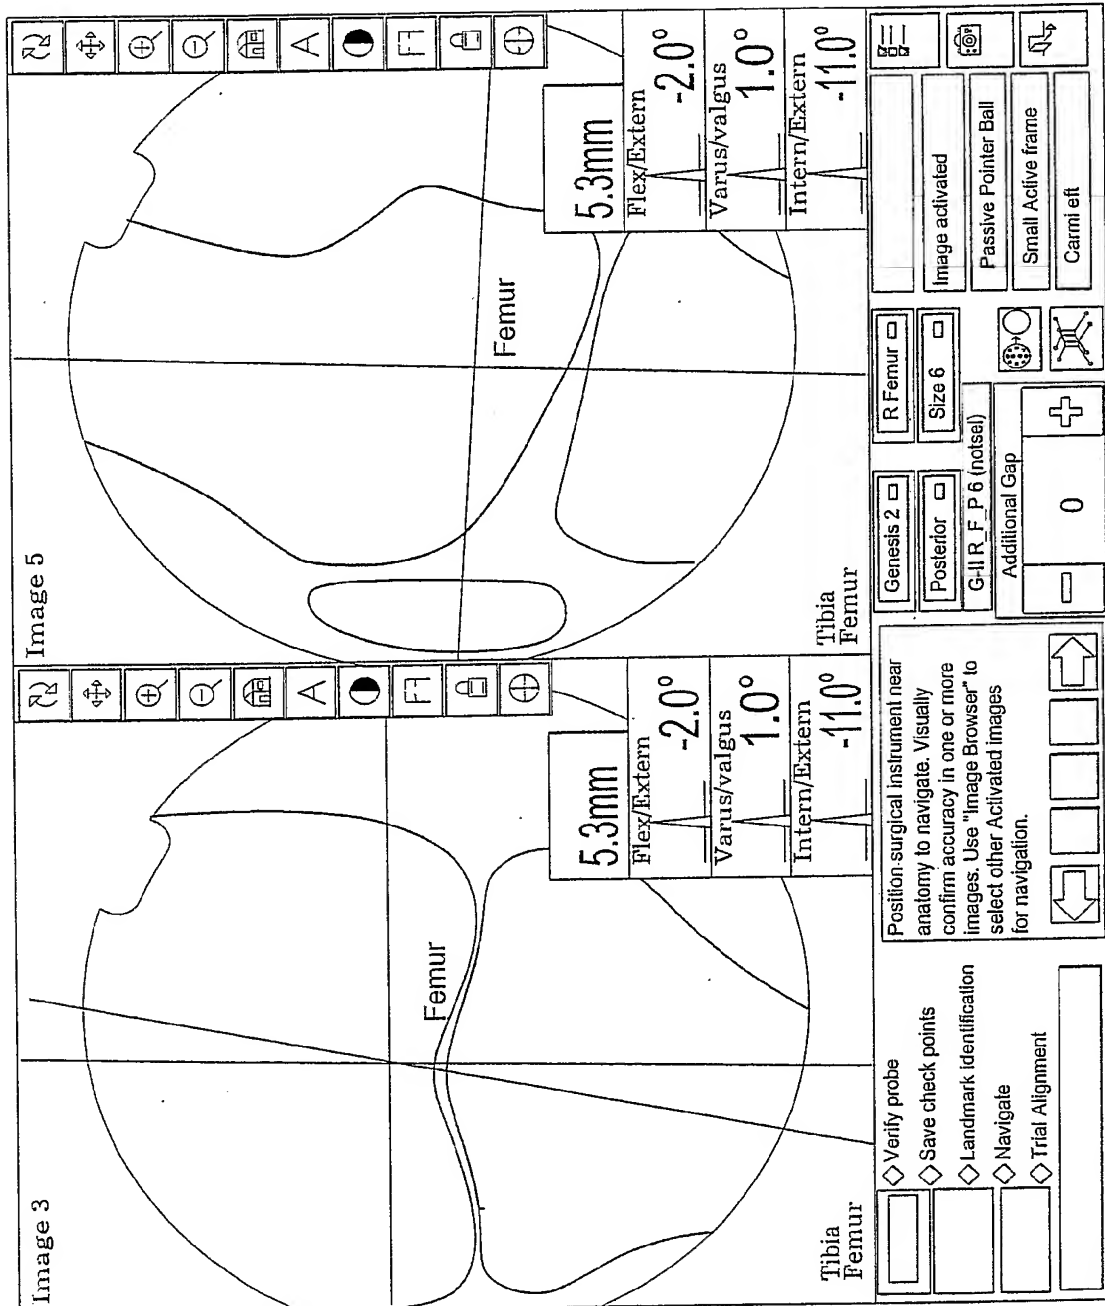 Image 3
A
Femur
5.3mm
Flex/Extern
-2.0°
Varus/valgus
1.0°
Intern/Extern
-11.0°
Tibia
Femur
Image 5
A
Femur
5.3mm
Flex/Extern
-2.0°
Varus/valgus
1.0°
Intern/Extern
-11.0°
Tibia
Femur
Verify probe
Save check points
Landmark identification
Navigate
Trial Alignment
Position surgical instrument near
anatomy to navigate. Visually
confirm accuracy in one or more
images. Use "Image Browser" to
select other Activated images
for navigation.
Genesis 2
R Femur
Posterior
Size 6
G-II R_F_P 6 (notsel)
Additional Gap
0
Image activated
Passive Pointer Ball
Small Active frame
Carmi eft